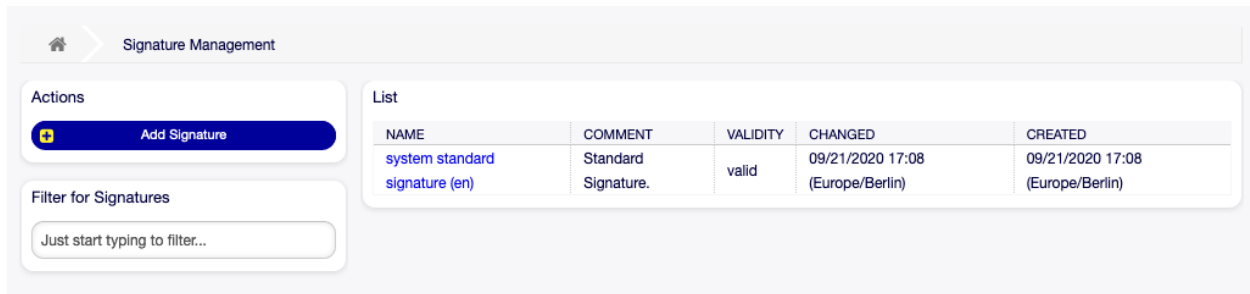 Signature Management
Actions
Add Signature
Filter for Signatures
Just start typing to filter...
List
NAME COMMENT VALIDITY CHANGED CREATED
system standard Standard valid 09/21/2020 17:08 09/21/2020 17:08
signature (en) Signature. (Europe/Berlin) (Europe/Berlin)